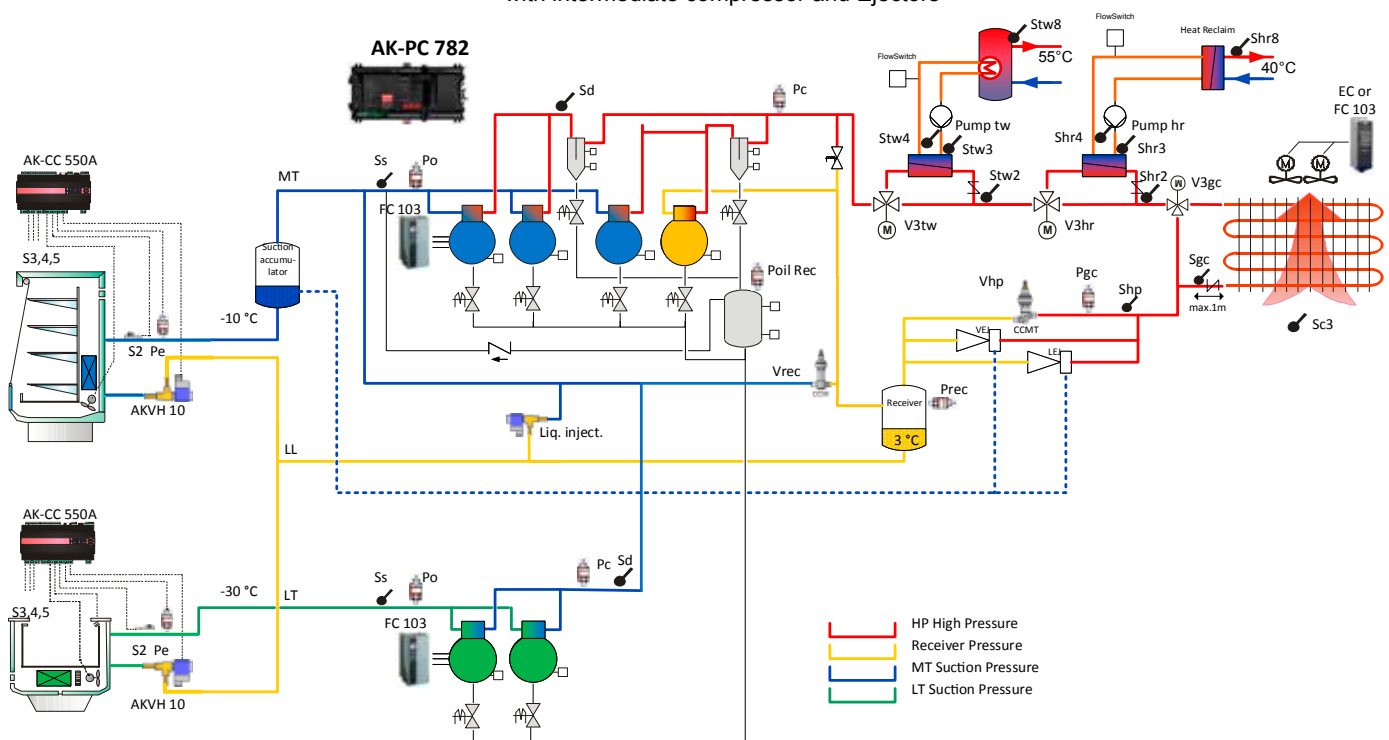 with intermediate compressor and Ejectors
AK-PC 782
FlowSwitch
Stw8
55°C
FlowSwitch
Heat Reclaim
Shr8
40°C
EC or
FC 103
M
M
Sd
Pc
Stw4
Pump tw
Stw3
Shr4
Pump hr
Shr3
AK-CC 550A
MT
Ss
Po
FC 103
Stw2
Shr2
M
V3gc
M
V3tw
M
V3hr
Suction
accumu-
lator
S3,4,5
Poil Rec
Vhp
Pgc
Shp
Sgc
max.1m
Sc3
-10 °C
S2 Pe
VEJ
CCMT
LEJ
Vrec
CCM
Receiver
Prec
3 °C
AKVH 10
Liq. inject.
LL
AK-CC 550A
-30 °C
LT
Ss
Po
Pc
Sd
S3,4,5
FC 103
S2 Pe
AKVH 10
HP High Pressure
Receiver Pressure
MT Suction Pressure
LT Suction Pressure